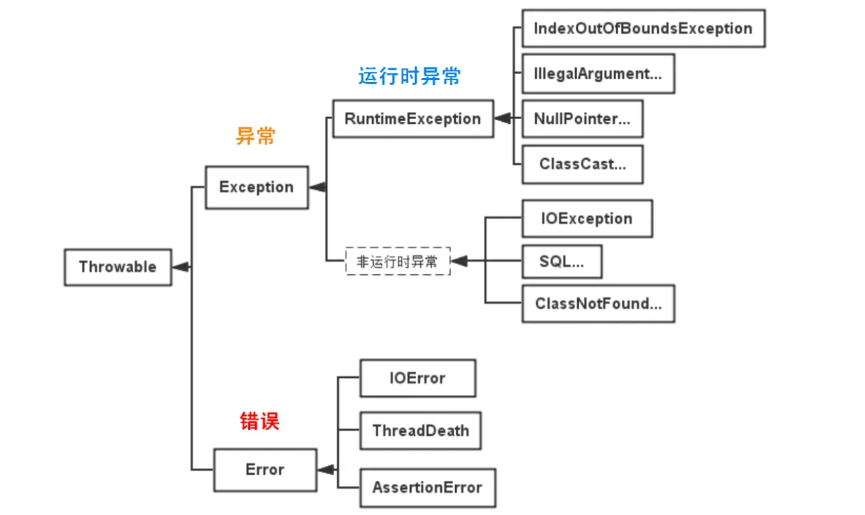 IndexOutOfBoundsException
运行时异常
IllegalArgument...
RuntimeException
NullPointer...
异常
ClassCast...
Exception
IOException
Throwable
非运行时异常
SQL...
ClassNotFound...
IOError
错误
ThreadDeath
Error
AssertionError